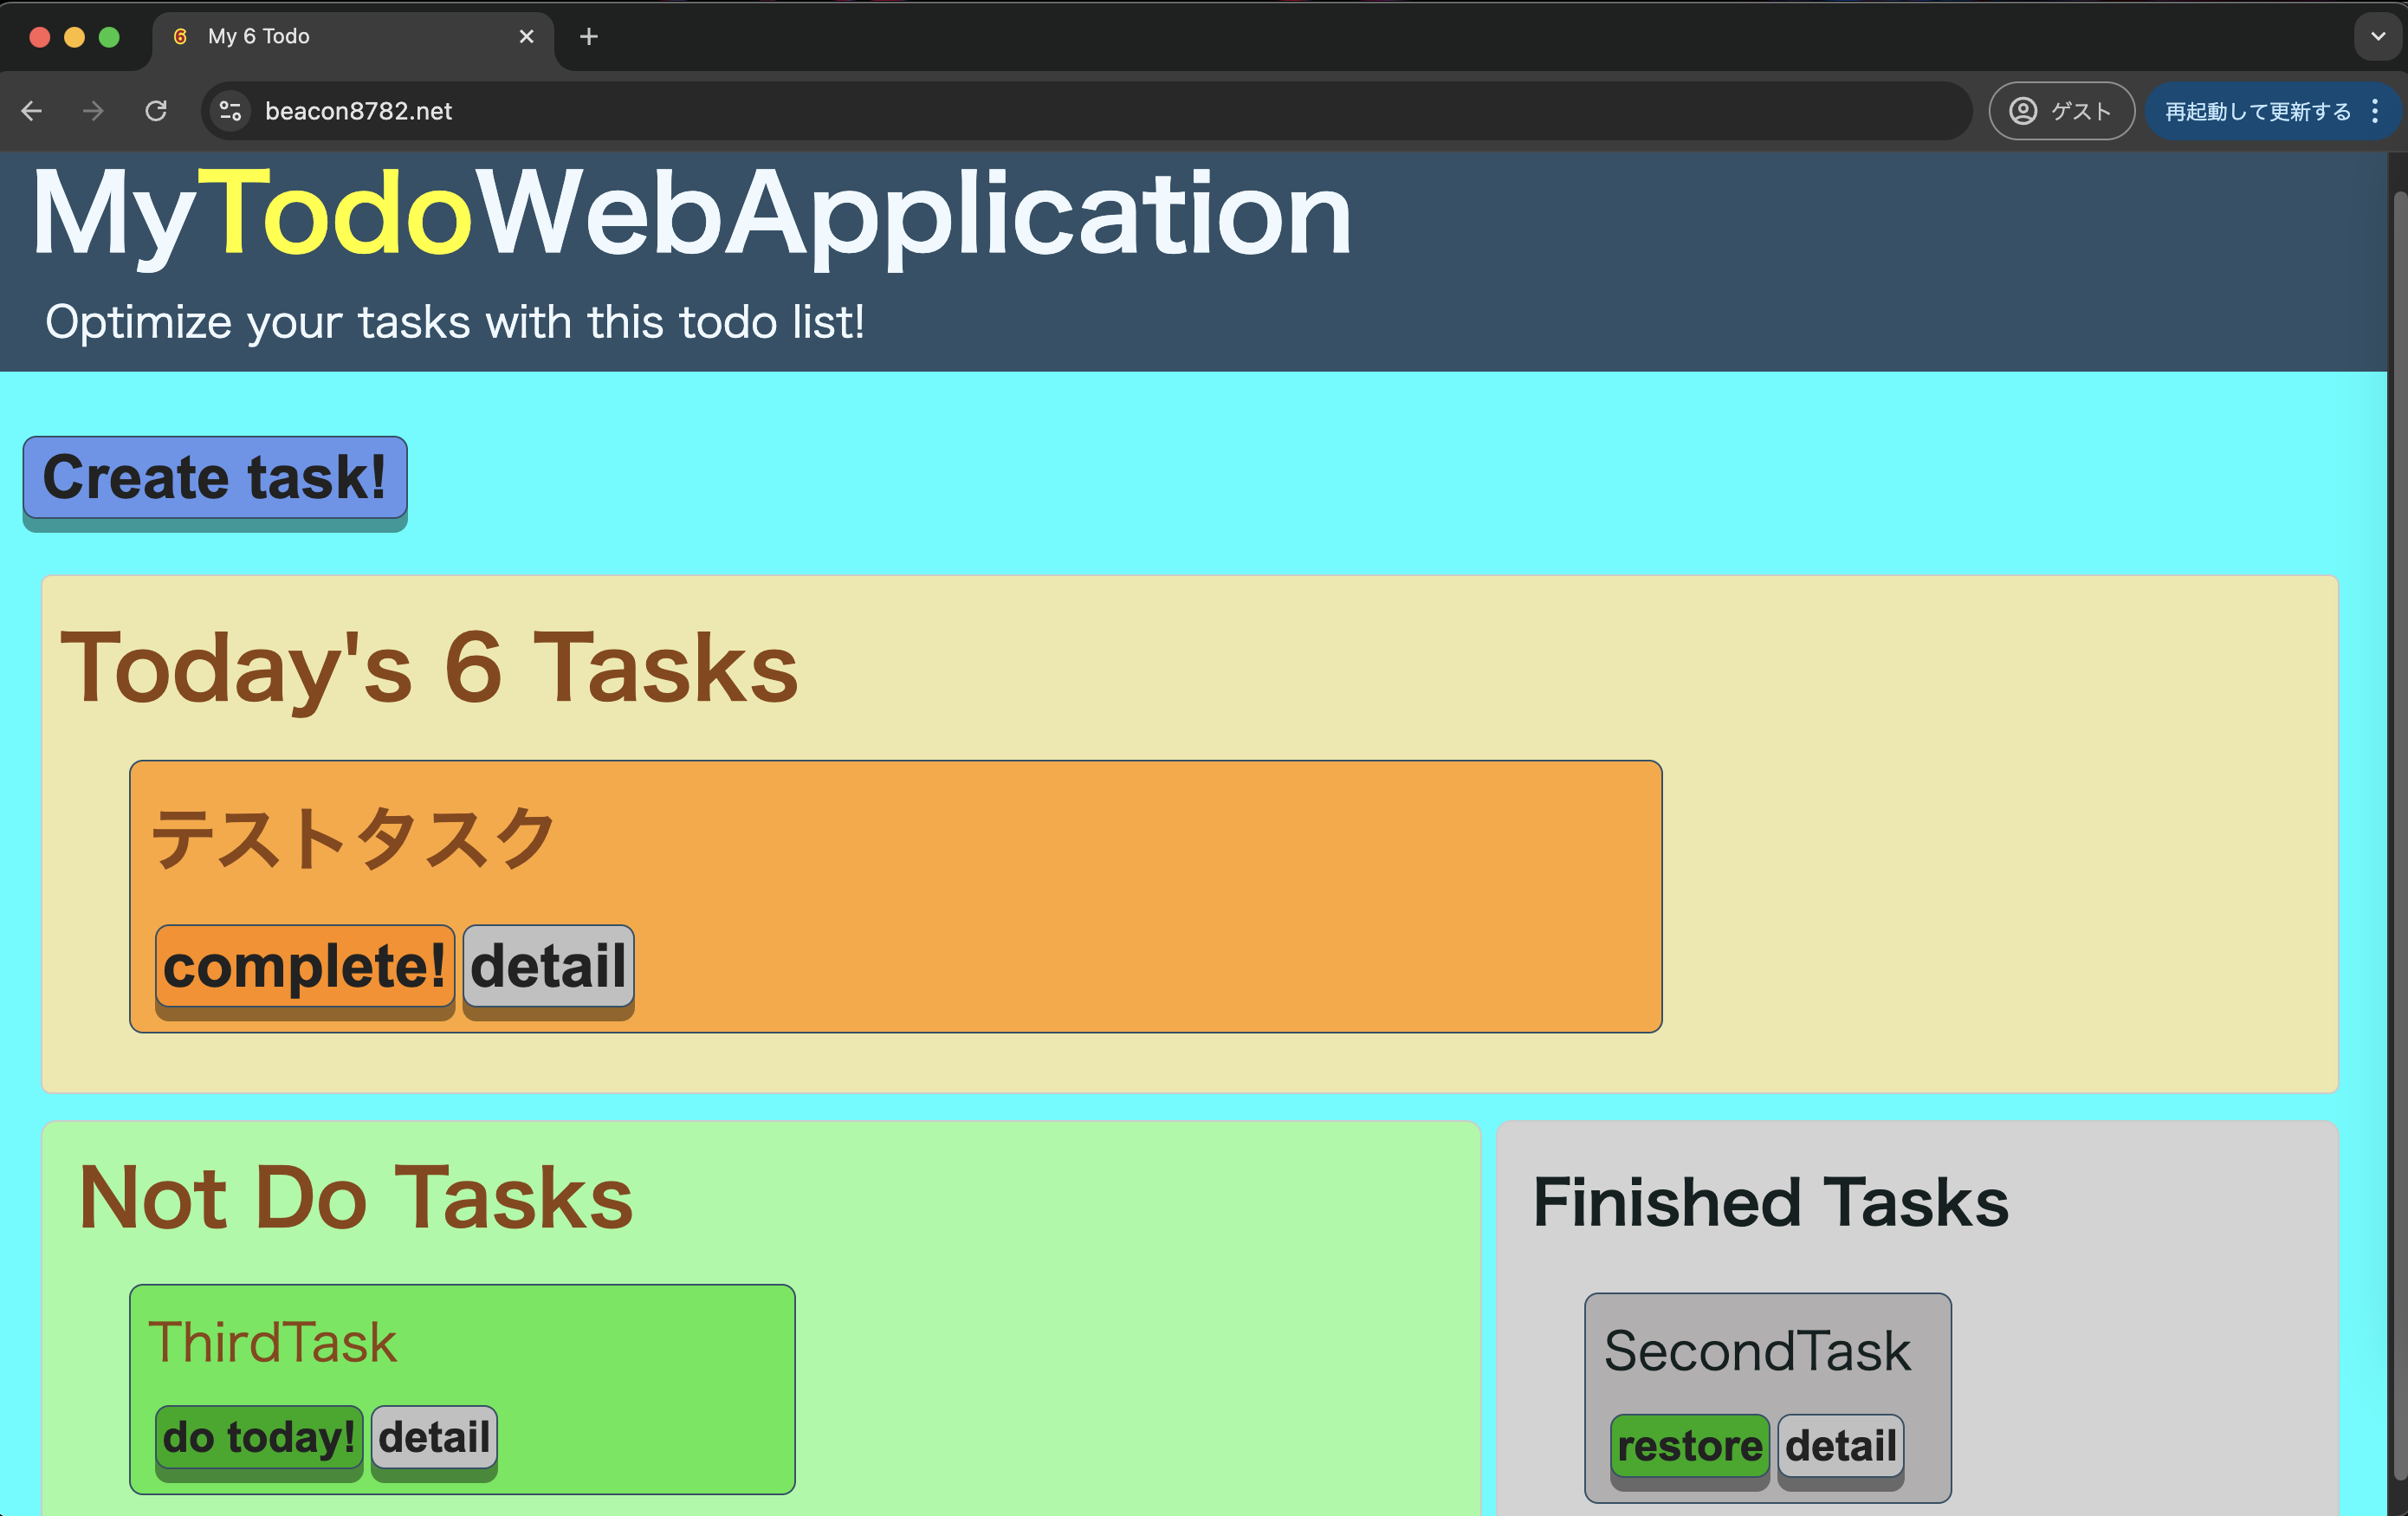 6 My 6 Todo
beacon8782.net
ゲスト
再起動して更新する
MyTodoWebApplication
Optimize your tasks with this todo list!
Create task!
Today's 6 Tasks
テストタスク
complete! detail
Not Do Tasks
ThirdTask
do today! detail
Finished Tasks
SecondTask
restore detail